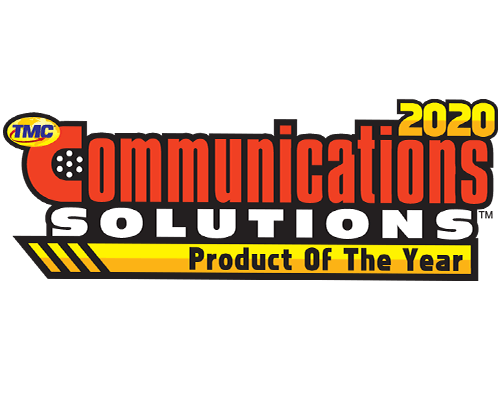 2020
TMC
Communications
SOLUTIONS™
Product Of The Year